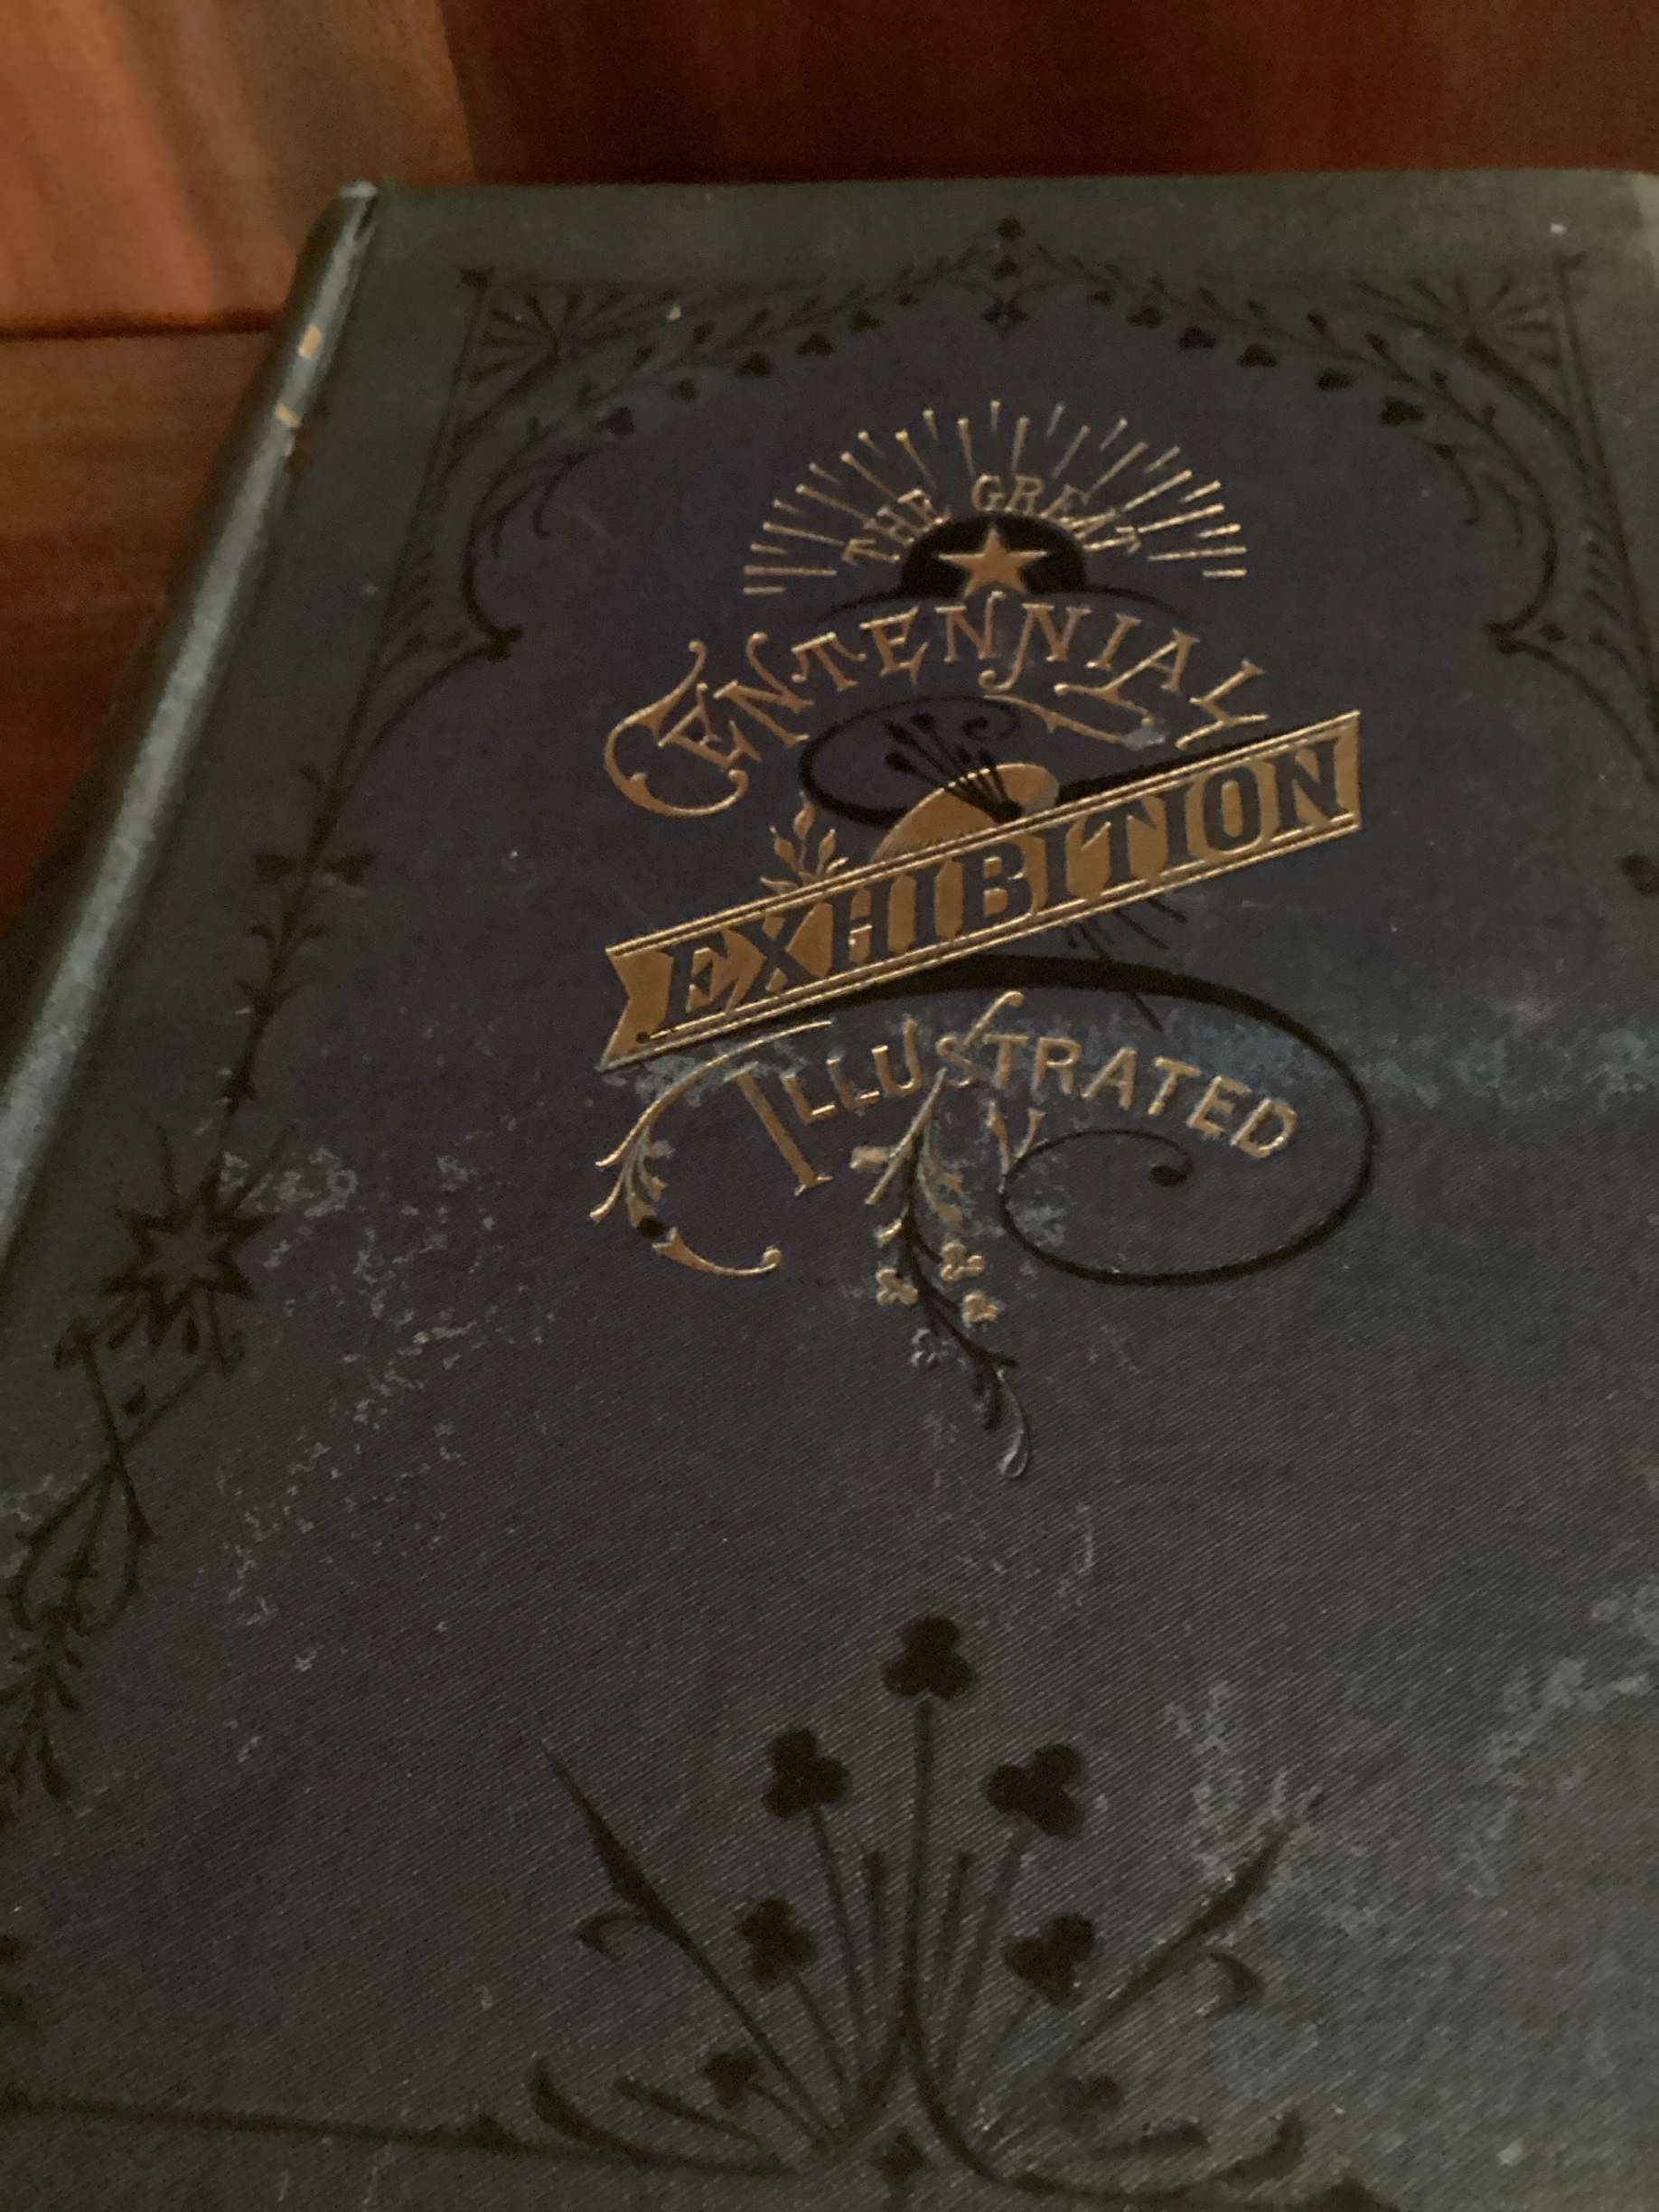 THE GREAT
CENTENNIAL
EXHIBITION
ILLUSTRATED